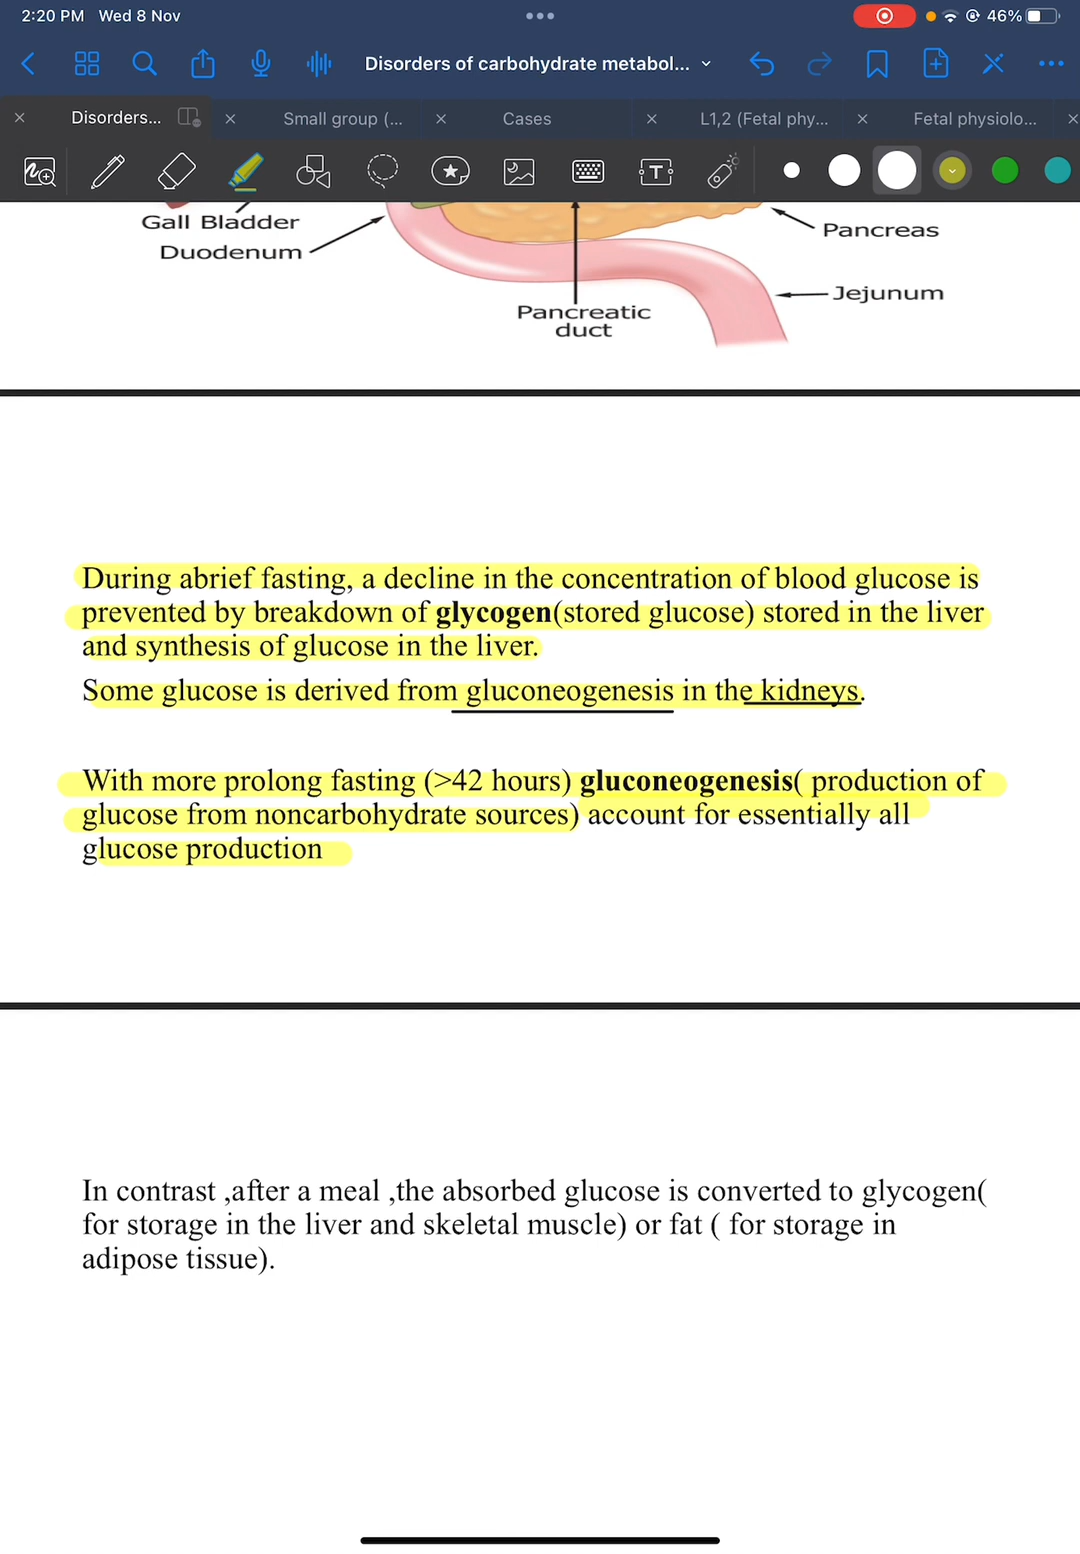 2:20 PM Wed 8 Nov
46%
Disorders of carbohydrate metabol...
Disorders...
Small group (...
Cases
L1,2 (Fetal phy...
Fetal physiolo...
Gall Bladder
Duodenum
Pancreas
Jejunum
Pancreatic
duct
During abrief fasting, a decline in the concentration of blood glucose is
prevented by breakdown of glycogen(stored glucose) stored in the liver
and synthesis of glucose in the liver.
Some glucose is derived from gluconeogenesis in the kidneys.
With more prolong fasting (>42 hours) gluconeogenesis( production of
glucose from noncarbohydrate sources) account for essentially all
glucose production
In contrast ,after a meal ,the absorbed glucose is converted to glycogen(
for storage in the liver and skeletal muscle) or fat ( for storage in
adipose tissue).